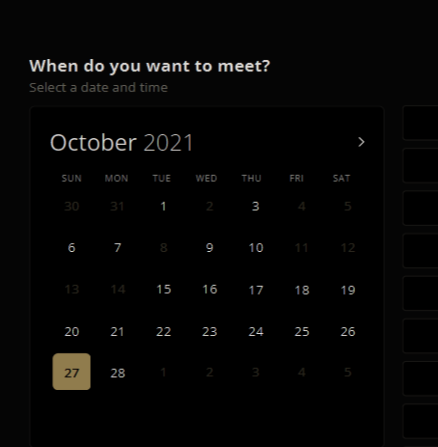 When do you want to meet?
Select a date and time
October 2021
SUN MON TUE WED THU FRI SAT
30 31 1 2 3 4 5
6 7 8 9 10 11 12
13 14 15 16 17 18 19
20 21 22 23 24 25 26
27 28 1 2 3 4 5